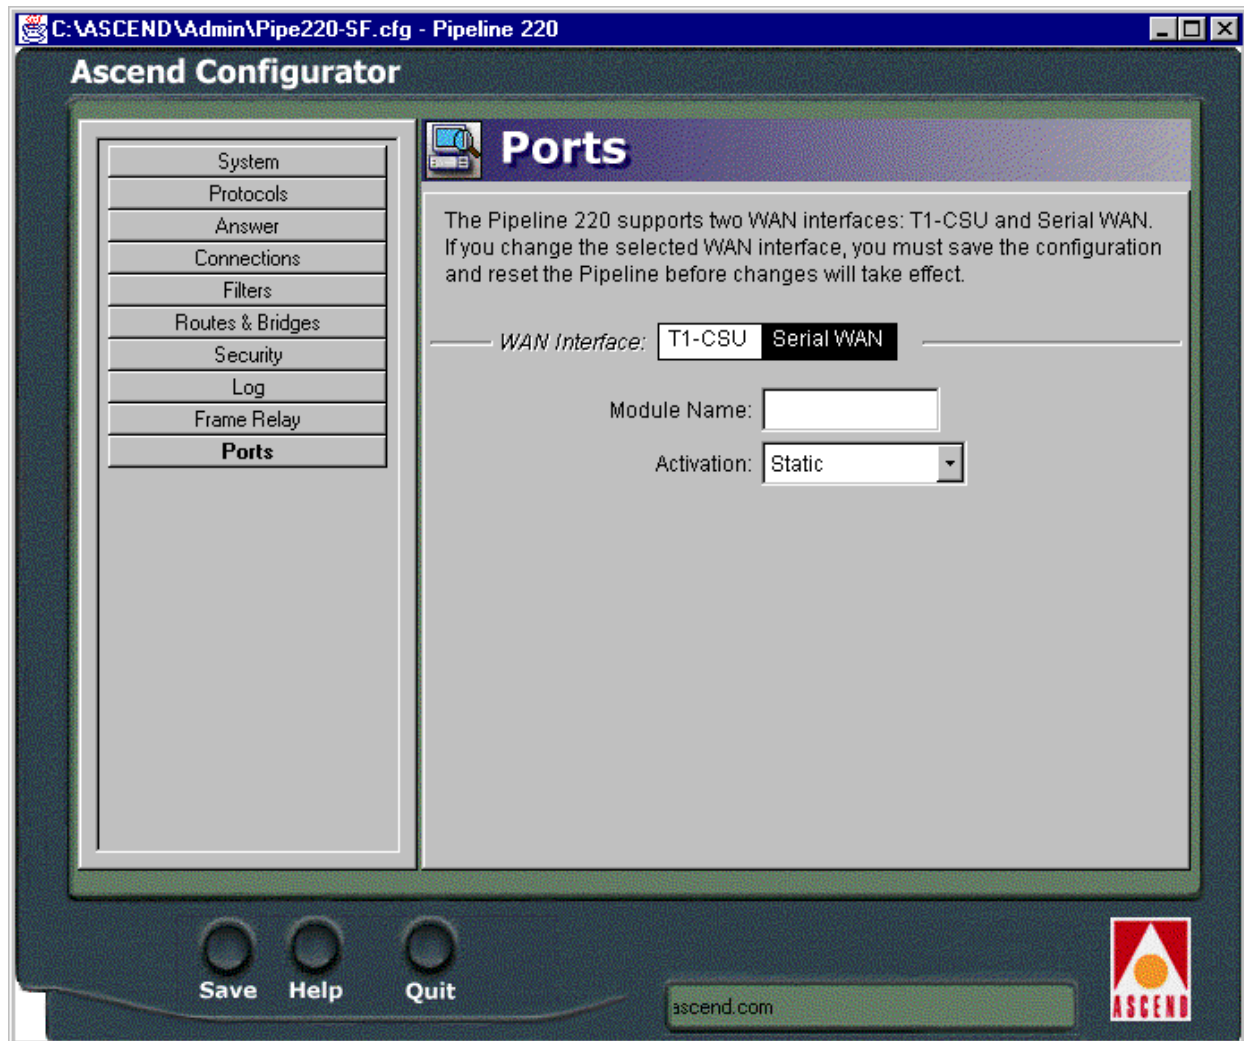 C:\ASCEND\Admin\Pipe220-SF.cfg - Pipeline 220
Ascend Configurator
System
Protocols
Answer
Connections
Filters
Routes & Bridges
Security
Log
Frame Relay
Ports
Ports
The Pipeline 220 supports two WAN interfaces: T1-CSU and Serial WAN.
If you change the selected WAN interface, you must save the configuration
and reset the Pipeline before changes will take effect.
WAN Interface: T1-CSU Serial WAN
Module Name:
Activation: Static
Save Help Quit
ascend.com
ASCEND